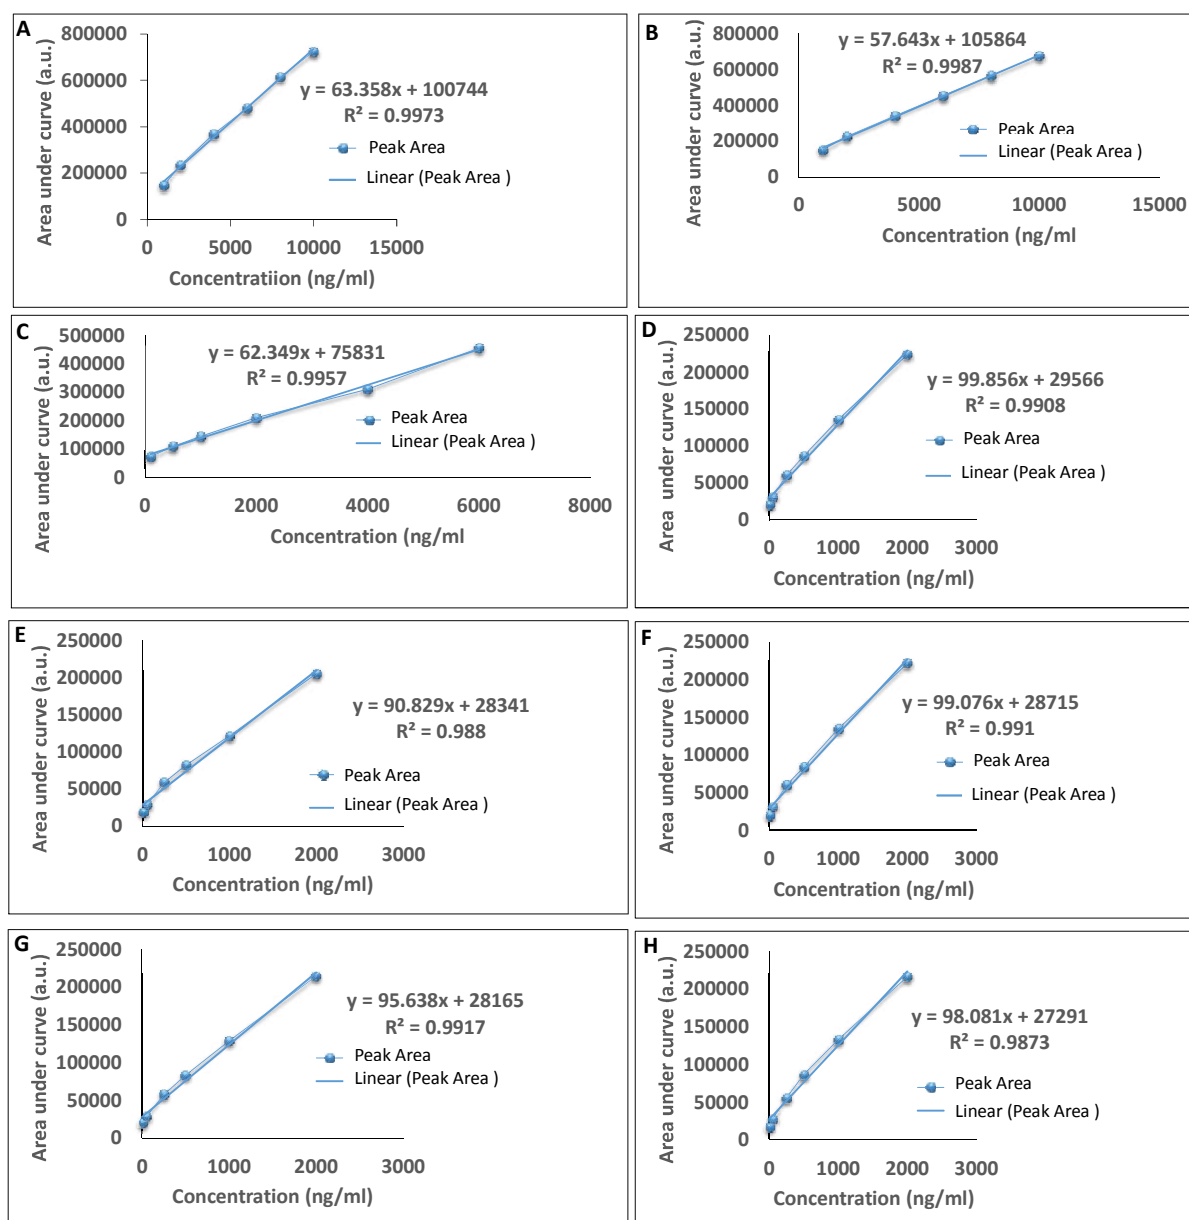 A
Area under curve (a.u.)
800000
600000
400000
200000
0
y = 63.358x + 100744
R² = 0.9973
Peak Area
Linear (Peak Area )
0 5000 10000 15000
Concentratiion (ng/ml)
B
Area under curve (a.u.)
800000
600000
400000
200000
0
y = 57.643x + 105864
R² = 0.9987
Peak Area
Linear (Peak Area )
0 5000 10000 15000
Concentration (ng/ml
C
Area under curve (a.u.)
500000
400000
300000
200000
100000
0
y = 62.349x + 75831
R² = 0.9957
Peak Area
Linear (Peak Area )
0 2000 4000 6000 8000
Concentration (ng/ml
D
Area under curve (a.u.)
250000
200000
150000
100000
50000
0
y = 99.856x + 29566
R² = 0.9908
Peak Area
Linear (Peak Area )
0 1000 2000 3000
Concentration (ng/ml)
E
Area under curve (a.u.)
250000
200000
150000
100000
50000
0
y = 90.829x + 28341
R² = 0.988
Peak Area
Linear (Peak Area )
0 1000 2000 3000
Concentration (ng/ml)
F
Area under curve (a.u.)
250000
200000
150000
100000
50000
0
y = 99.076x + 28715
R² = 0.991
Peak Area
Linear (Peak Area )
0 1000 2000 3000
Concentration (ng/ml)
G
Area under curve (a.u.)
250000
200000
150000
100000
50000
0
y = 95.638x + 28165
R² = 0.9917
Peak Area
Linear (Peak Area )
0 1000 2000 3000
Concentration (ng/ml)
H
Area under curve (a.u.)
250000
200000
150000
100000
50000
0
y = 98.081x + 27291
R² = 0.9873
Peak Area
Linear (Peak Area )
0 1000 2000 3000
Concentration (ng/ml)